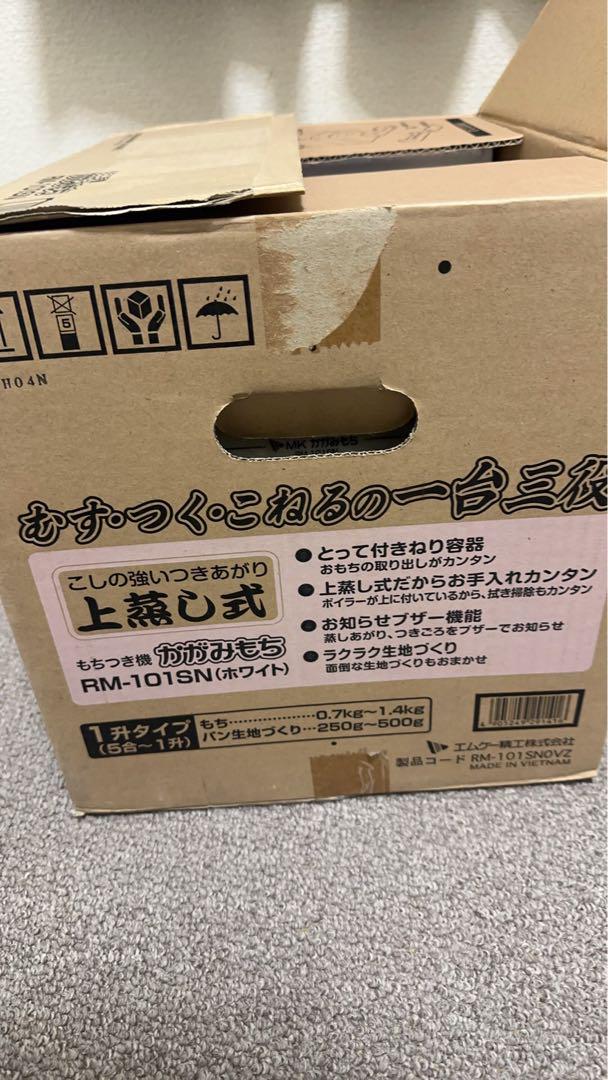 5
H04N
MK かがみもち
むす・つく・こねるの一台三役
こしの強いつきあがり
上蒸し式
もちつき機 かがみもち
RM-101SN(ホワイト)
●とって付きねり容器
おもちの取り出しがカンタン
●上蒸し式だからお手入れカンタン
ボイラーが上に付いているから、拭き掃除もカンタン
●お知らせブザー機能
蒸しあがり、つきごろをブザーでお知らせ
●ラクラク生地づくり
面倒な生地づくりもおまかせ
1升タイプ
(5合~1升)
もち………………0.7kg~1.4kg
パン生地づくり…250g~500g
4 905249 291416
エムケー精工株式会社
製品コード RM-101SN0VZ
MADE IN VIETNAM